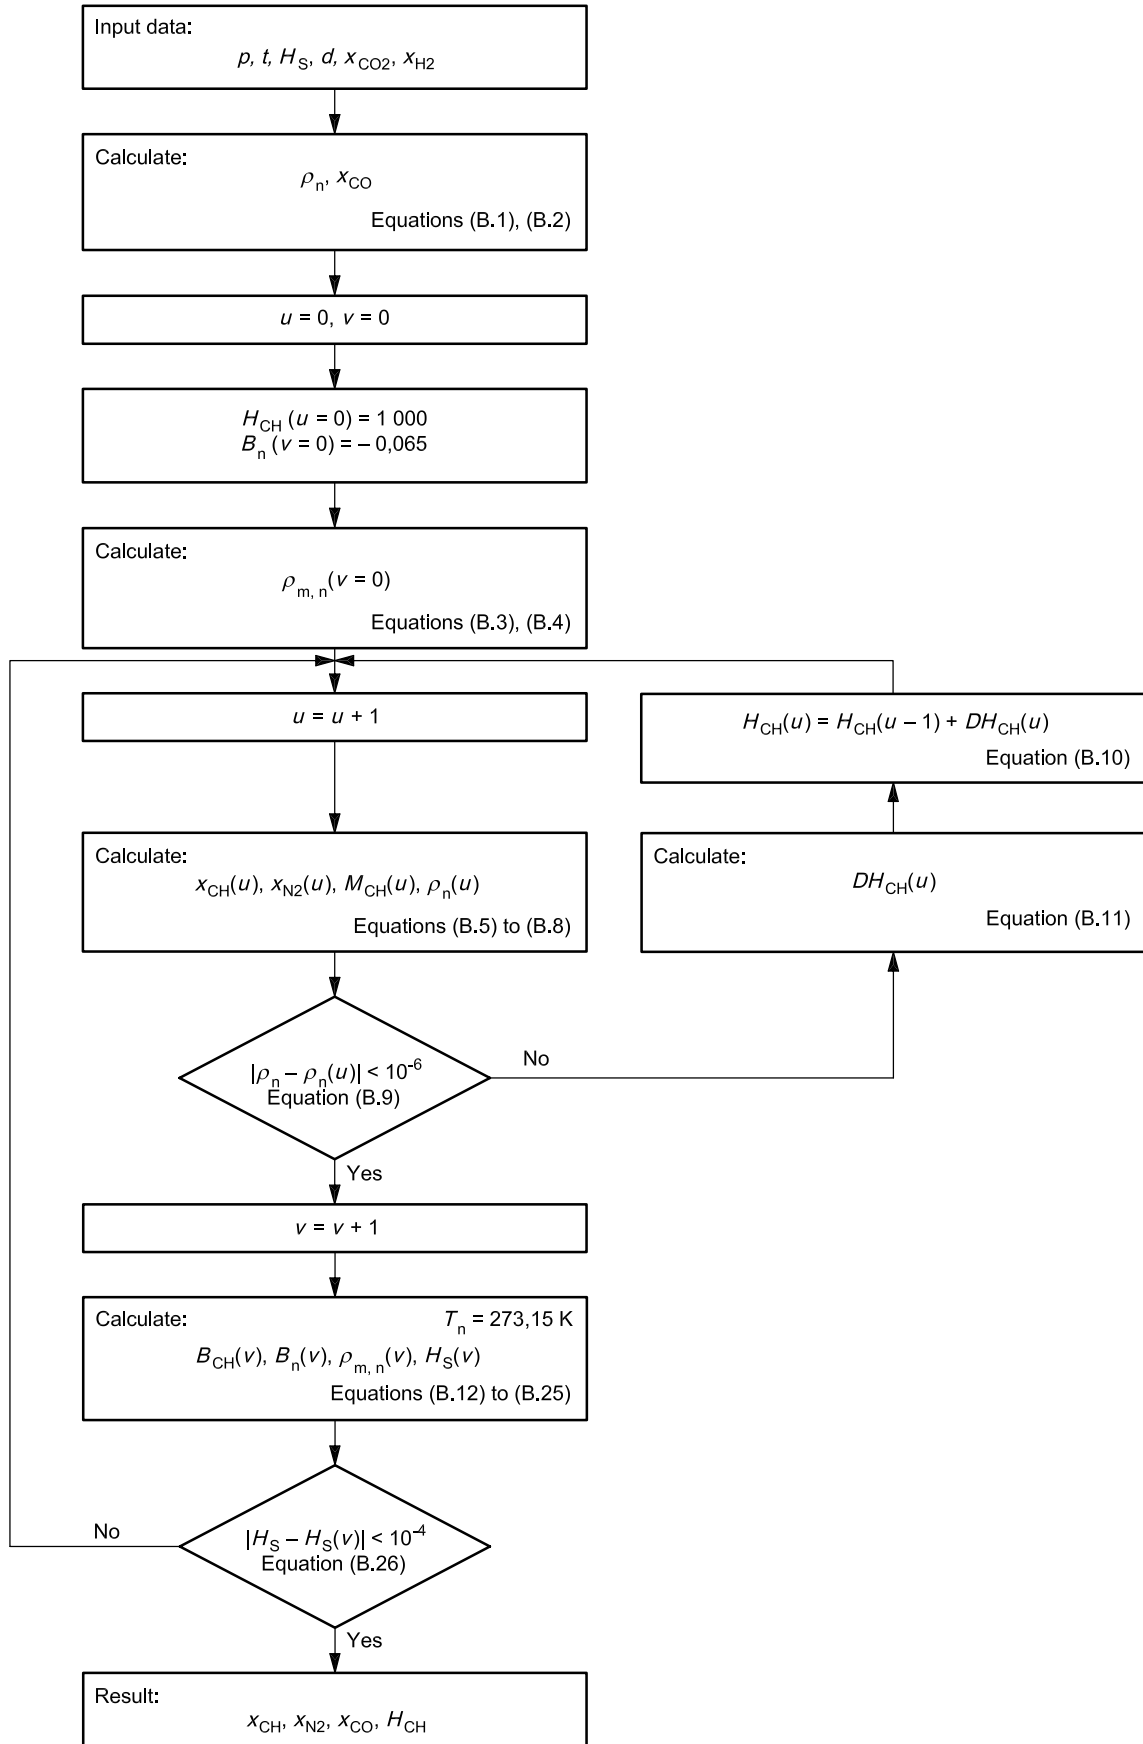 Input data:
p, t, H_S, d, x_CO2, x_H2
Calculate:
ρ_n, x_CO
Equations (B.1), (B.2)
u = 0, v = 0
H_CH (u = 0) = 1 000
B_n (v = 0) = – 0,065
Calculate:
ρ_m, n(v = 0)
Equations (B.3), (B.4)
u = u + 1
H_CH(u) = H_CH(u – 1) + DH_CH(u)
Equation (B.10)
Calculate:
x_CH(u), x_N2(u), M_CH(u), ρ_n(u)
Equations (B.5) to (B.8)
Calculate:
DH_CH(u)
Equation (B.11)
|ρ_n – ρ_n(u)| < 10^-6
Equation (B.9)
No
Yes
v = v + 1
Calculate: T_n = 273,15 K
B_CH(v), B_n(v), ρ_m, n(v), H_S(v)
Equations (B.12) to (B.25)
|H_S – H_S(v)| < 10^-4
Equation (B.26)
No
Yes
Result:
x_CH, x_N2, x_CO, H_CH